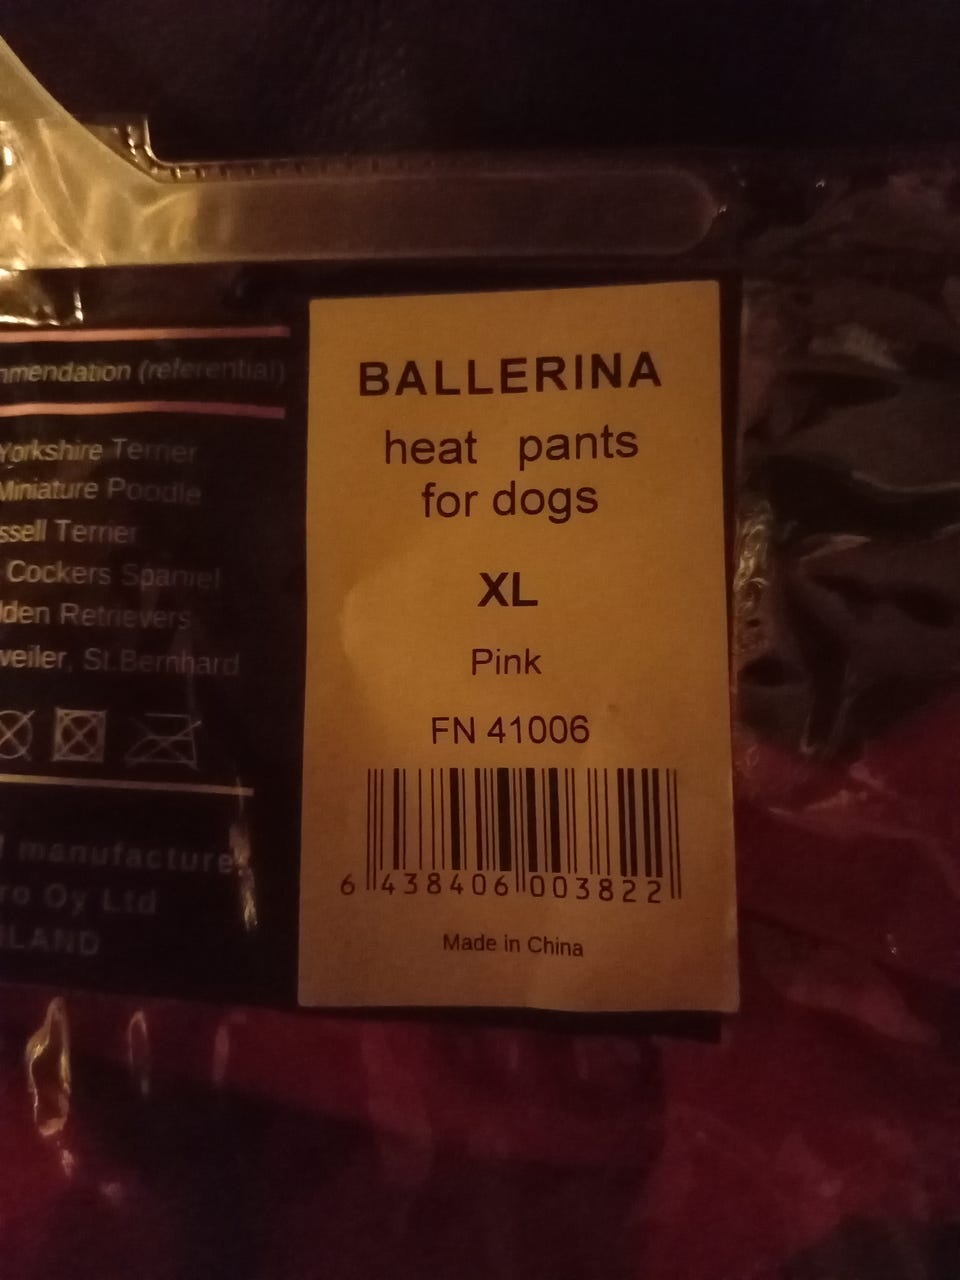 mmendation (referential)
Yorkshire Terrier
Miniature Poodle
ssell Terrier
Cockers Spaniel
lden Retrievers
weiler, St.Bernhard
manufacture
ro Oy Ltd
LAND
BALLERINA
heat pants
for dogs
XL
Pink
FN 41006
6 438406 003822
Made in China